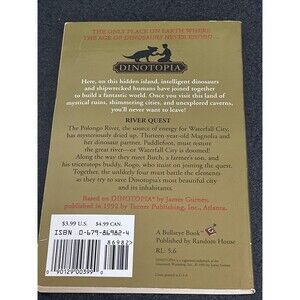 THE ONLY PLACE ON EARTH WHERE
THE AGE OF DINOSAURS NEVER ENDED
DINOTOPIA
Here, on this hidden island, intelligent dinosaurs
and shipwrecked humans have joined together
to build a fantastic world. Once you visit this land of
mystical ruins, shimmering cities, and unexplored caverns,
you'll never want to leave!
RIVER QUEST
The Polongo River, the source of energy for Waterfall City,
has mysteriously dried up. Thirteen year-old Magnolia and
her dinosaur partner, Paddlefoot, must restore
the great river—or Waterfall City is doomed!
Along the way they meet Birch, a farmer's son, and
his triceratops buddy, Rogo, who insist on joining the quest.
Together, the unlikely four must battle the elements
as they try to save Dinotopia's most beautiful city
and its inhabitants.
Based on DINOTOPIA® by James Gurney,
published in 1992 by Turner Publishing, Inc., Atlanta.
$3.99 U.S. $4.99 CAN.
ISBN 0-679-86982-4
86982
0 90129 00399 0
A Bullseye Book
Published by Random House
RL: 5.6